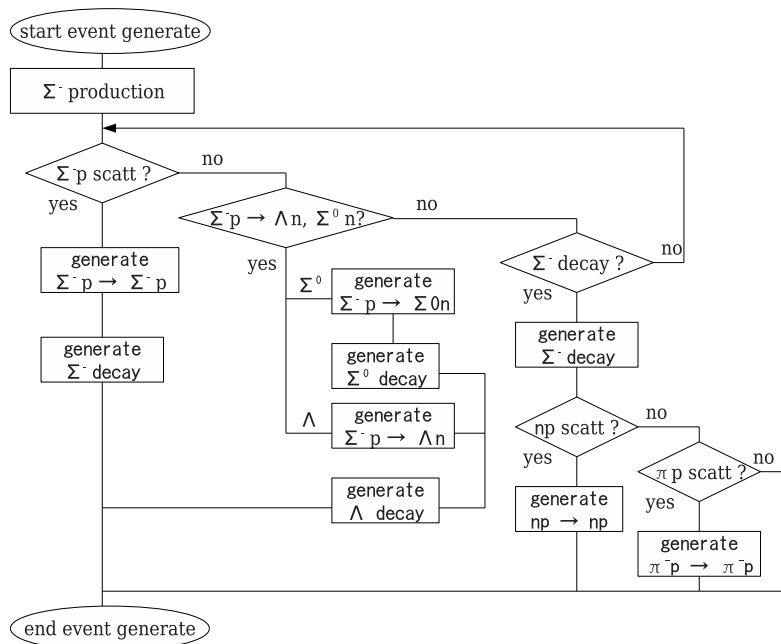 start event generate
Σ⁻ production
Σ⁻p scatt ?
no
yes
Σ⁻p → Λn, Σ⁰n?
no
yes
generate
Σ⁻p → Σ⁻p
generate
Σ⁻ decay
Σ⁰
generate
Σ⁻p → Σ0n
generate
Σ⁰ decay
Λ
generate
Σ⁻p → Λn
generate
Λ decay
Σ⁻ decay ?
no
yes
generate
Σ⁻ decay
np scatt ?
no
yes
generate
np → np
π p scatt ?
no
yes
generate
π⁻p → π⁻p
end event generate